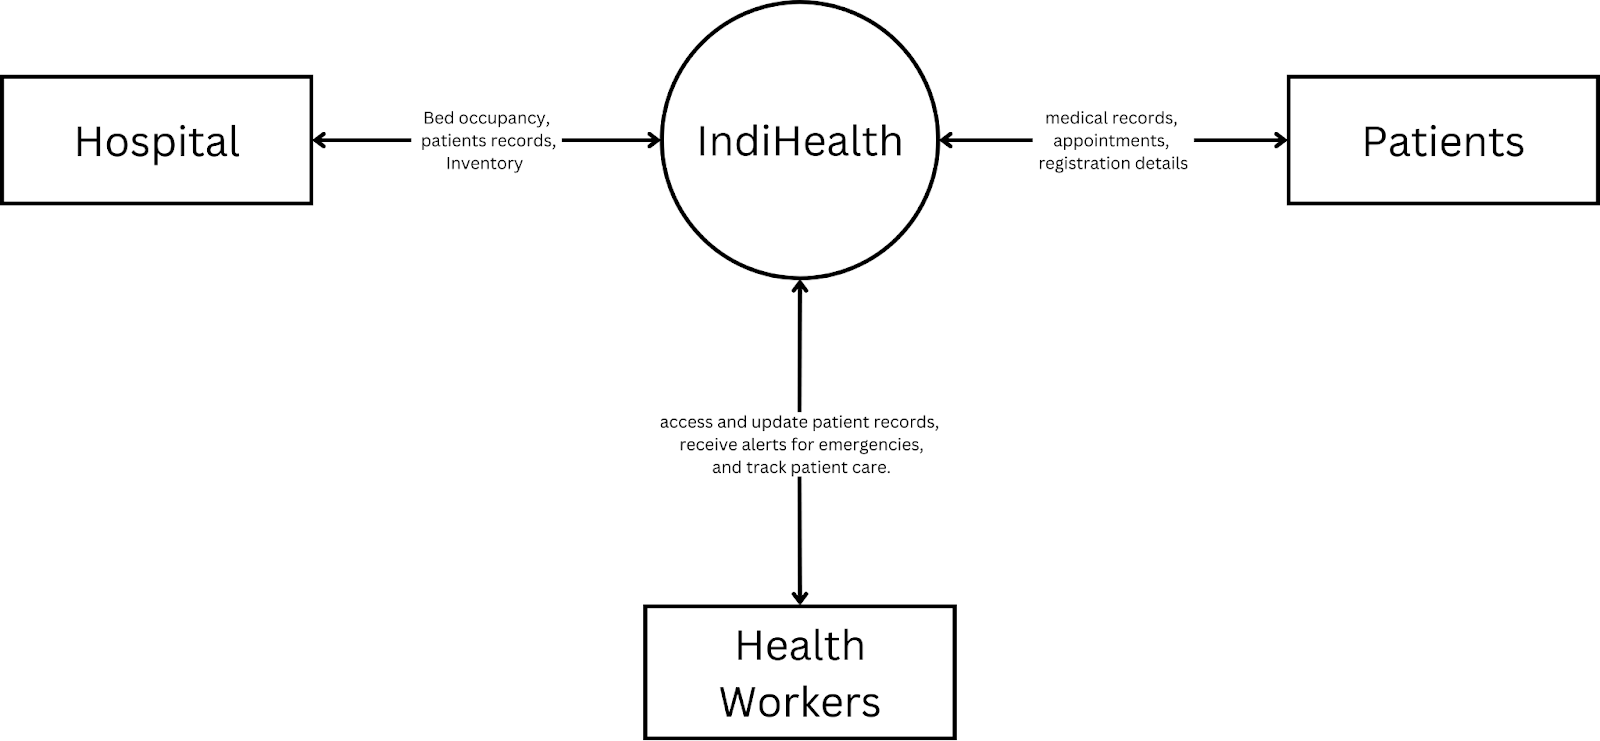 Hospital
Bed occupancy,
patients records,
Inventory
IndiHealth
medical records,
appointments,
registration details
Patients
access and update patient records,
receive alerts for emergencies,
and track patient care.
Health
Workers